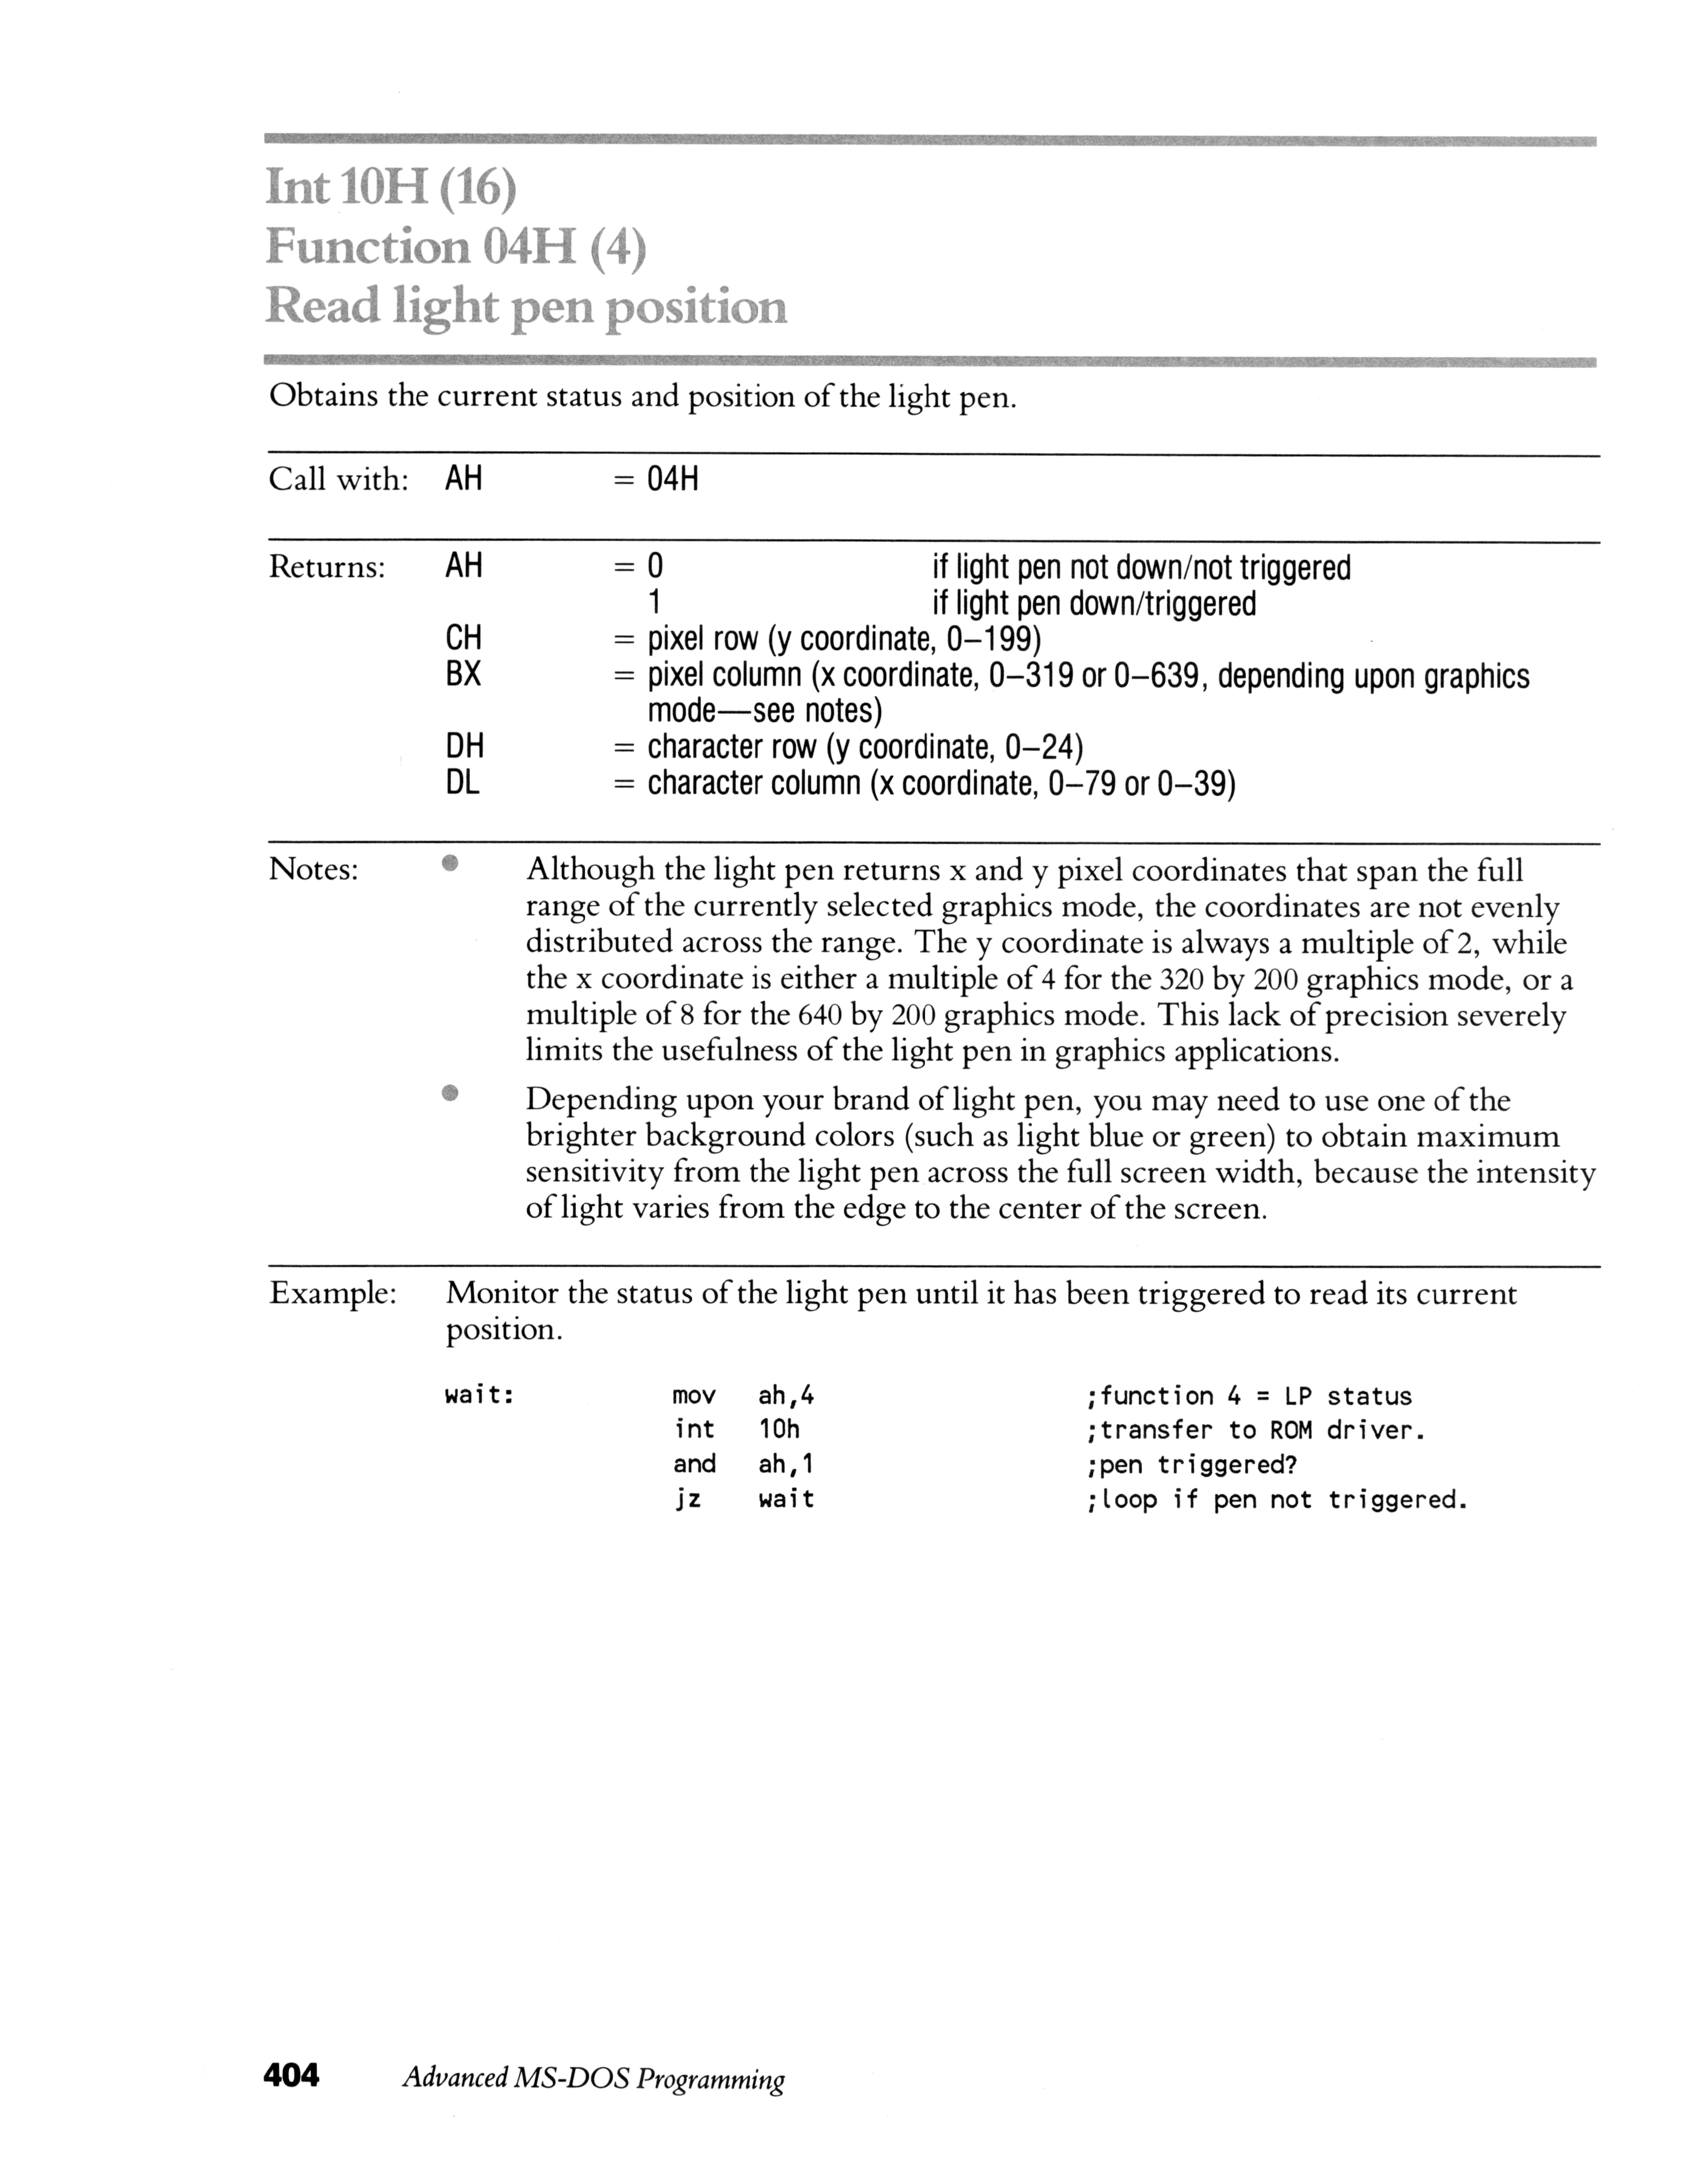 Int 10H (16)
Function 04H (4)
Read light pen position
Obtains the current status and position of the light pen.
Call with: AH = 04H
Returns: AH = 0 if light pen not down/not triggered
1 if light pen down/triggered
CH = pixel row (y coordinate, 0–199)
BX = pixel column (x coordinate, 0–319 or 0–639, depending upon graphics
mode—see notes)
DH = character row (y coordinate, 0–24)
DL = character column (x coordinate, 0–79 or 0–39)
Notes: • Although the light pen returns x and y pixel coordinates that span the full
range of the currently selected graphics mode, the coordinates are not evenly
distributed across the range. The y coordinate is always a multiple of 2, while
the x coordinate is either a multiple of 4 for the 320 by 200 graphics mode, or a
multiple of 8 for the 640 by 200 graphics mode. This lack of precision severely
limits the usefulness of the light pen in graphics applications.
• Depending upon your brand of light pen, you may need to use one of the
brighter background colors (such as light blue or green) to obtain maximum
sensitivity from the light pen across the full screen width, because the intensity
of light varies from the edge to the center of the screen.
Example: Monitor the status of the light pen until it has been triggered to read its current
position.
wait: mov ah,4 ;function 4 = LP status
int 10h ;transfer to ROM driver.
and ah,1 ;pen triggered?
jz wait ;loop if pen not triggered.
404 Advanced MS-DOS Programming